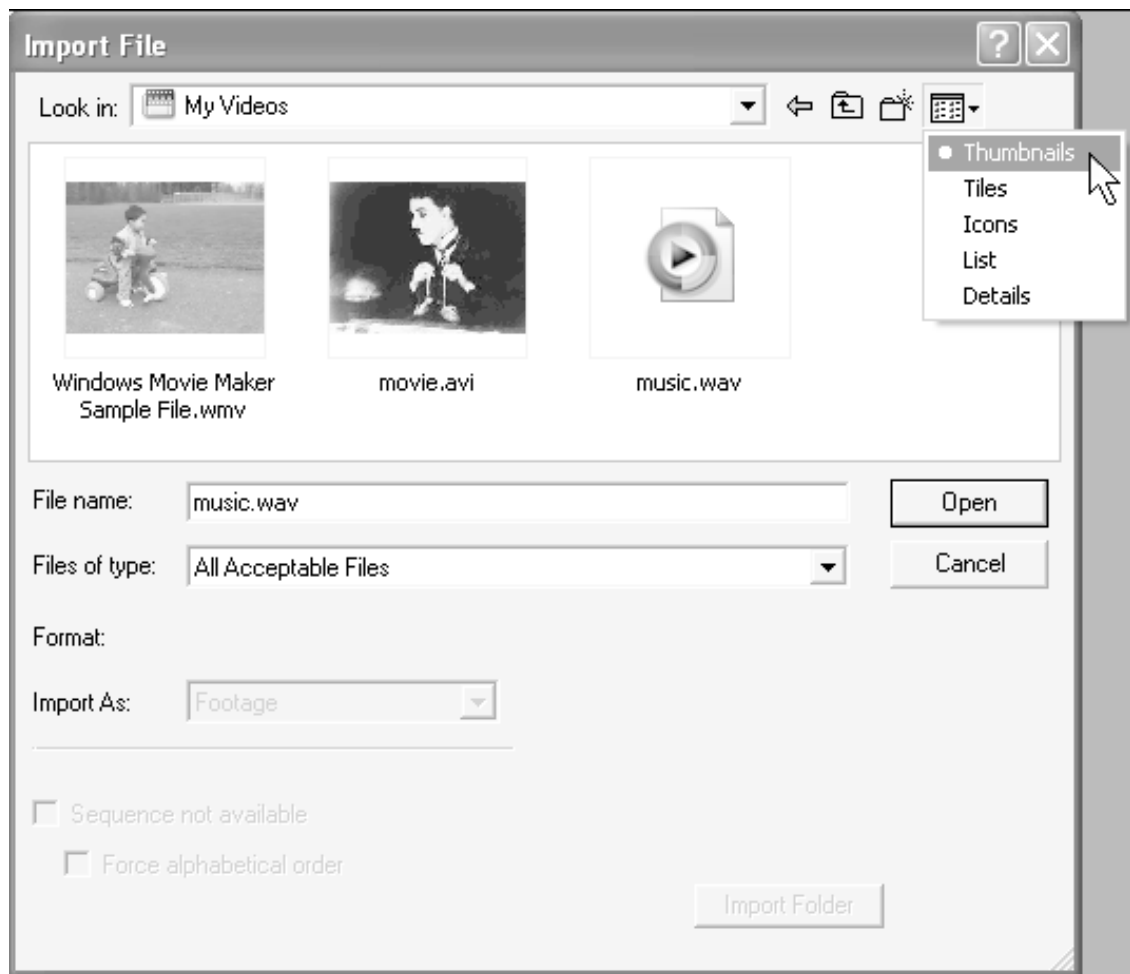 Import File
Look in: My Videos
Thumbnails
Tiles
Icons
List
Details
Windows Movie Maker
Sample File.wmv
movie.avi
music.wav
File name: music.wav
Open
Files of type: All Acceptable Files
Cancel
Format:
Import As: Footage
Sequence not available
Force alphabetical order
Import Folder